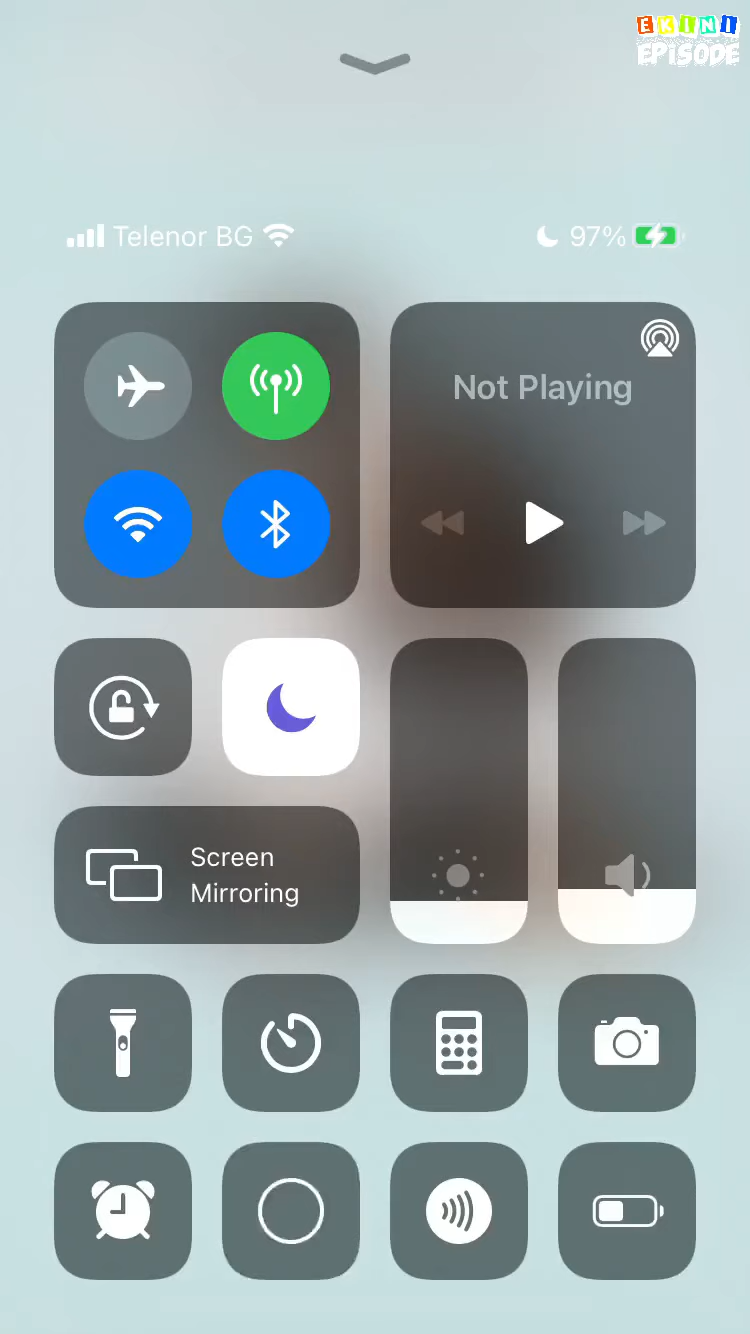 EKINI
EPISODE
Telenor BG
97%
Not Playing
Screen
Mirroring